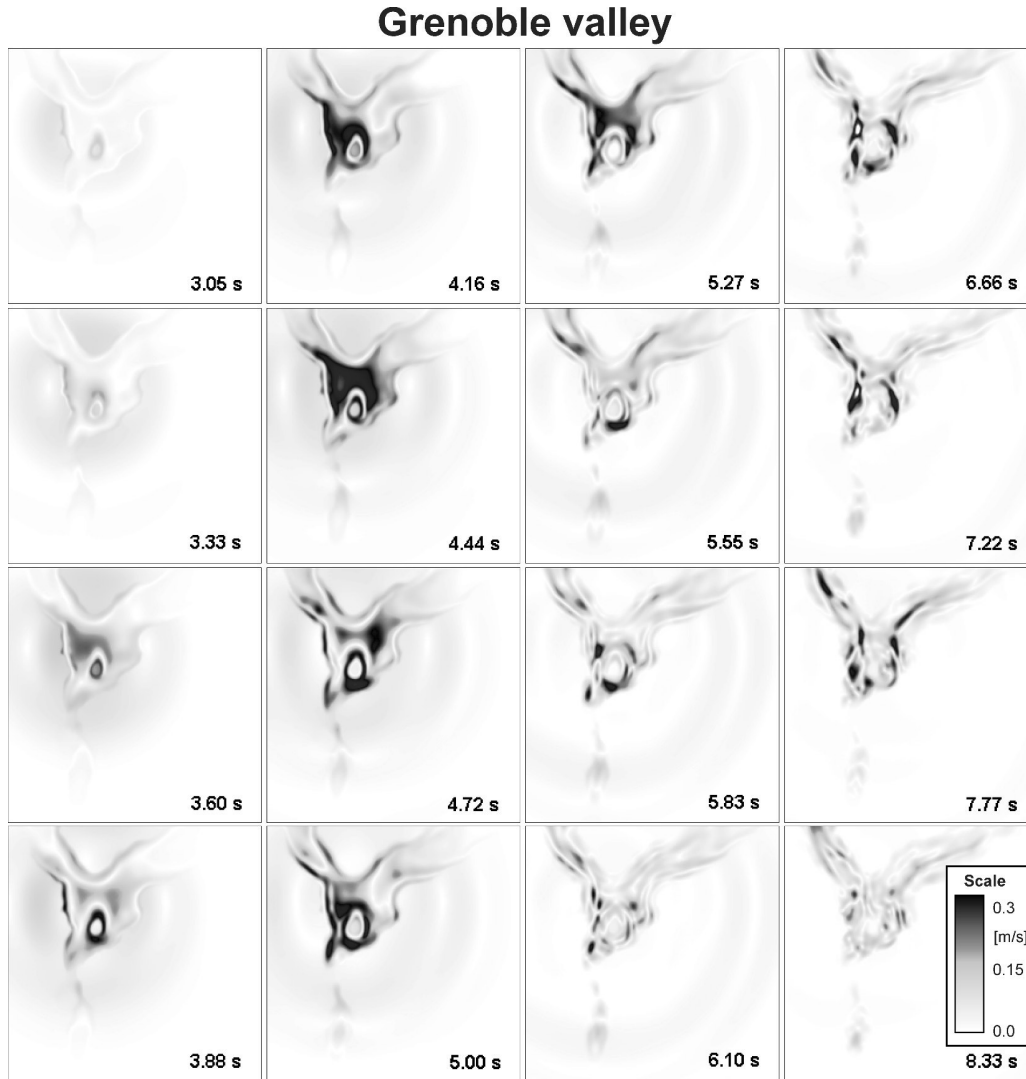 Grenoble valley
3.05 s
4.16 s
5.27 s
6.66 s
3.33 s
4.44 s
5.55 s
7.22 s
3.60 s
4.72 s
5.83 s
7.77 s
3.88 s
5.00 s
6.10 s
8.33 s
Scale
0.3
[m/s]
0.15
0.0